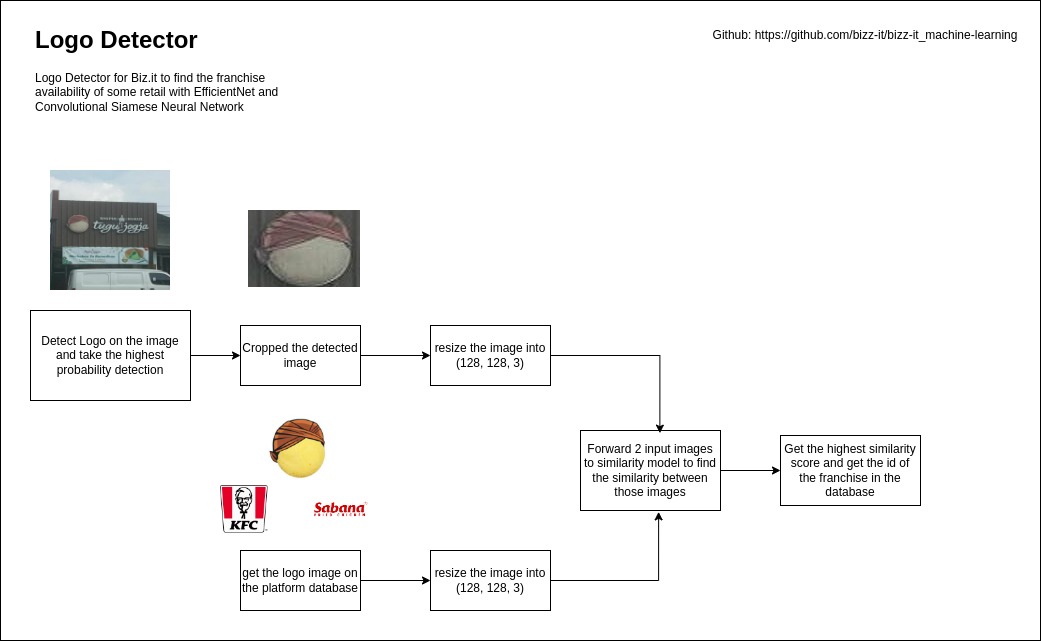 Logo Detector
Github: https://github.com/bizz-it/bizz-it_machine-learning
Logo Detector for Biz.it to find the franchise
availability of some retail with EfficientNet and
Convolutional Siamese Neural Network
tugu jogja
Detect Logo on the image
and take the highest
probability detection
Cropped the detected
image
resize the image into
(128, 128, 3)
KFC
Sabana
FRIED CHICKEN
Forward 2 input images
to similarity model to find
the similarity between
those images
Get the highest similarity
score and get the id of
the franchise in the
database
get the logo image on
the platform database
resize the image into
(128, 128, 3)